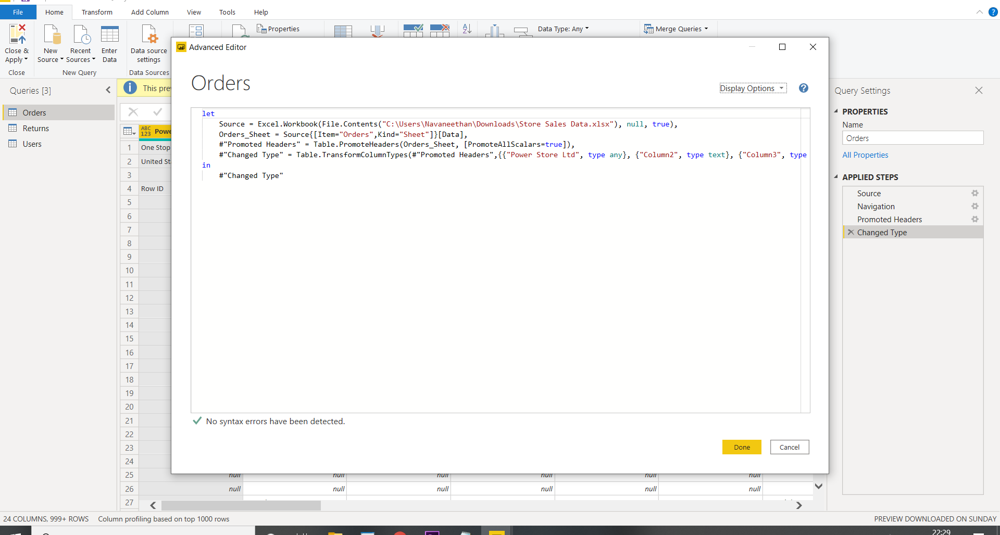 File
Home
Transform
Add Column
View
Tools
Help
Close &
Apply
New
Source
Recent
Sources
Enter
Data
Data source
settings
Properties
Data Type: Any
Merge Queries
Close
New Query
Data Sources
Queries [3]
Orders
Returns
Users
This
ABC
123
1 One Stop
2 United
3
4 Row ID
5
6
7
8
9
10
11
12
13
14
15
16
17
18
19
20
21
22
23
24
25 null null null null null null
26 null null null null null null
27
Advanced Editor
Orders
Display Options
let
Source = Excel.Workbook(File.Contents("C:\Users\Navaneethan\Downloads\Store Sales Data.xlsx"), null, true),
Orders_Sheet = Source{[Item="Orders",Kind="Sheet"]}[Data],
#"Promoted Headers" = Table.PromoteHeaders(Orders_Sheet, [PromoteAllScalars=true]),
#"Changed Type" = Table.TransformColumnTypes(#"Promoted Headers",{{"Power Store Ltd", type any}, {"Column2", type text}, {"Column3", type
in
#"Changed Type"
No syntax errors have been detected.
Done
Cancel
Query Settings
PROPERTIES
Name
Orders
All Properties
APPLIED STEPS
Source
Navigation
Promoted Headers
Changed Type
24 COLUMNS, 999+ ROWS
Column profiling based on top 1000 rows
PREVIEW DOWNLOADED ON SUNDAY
22:29